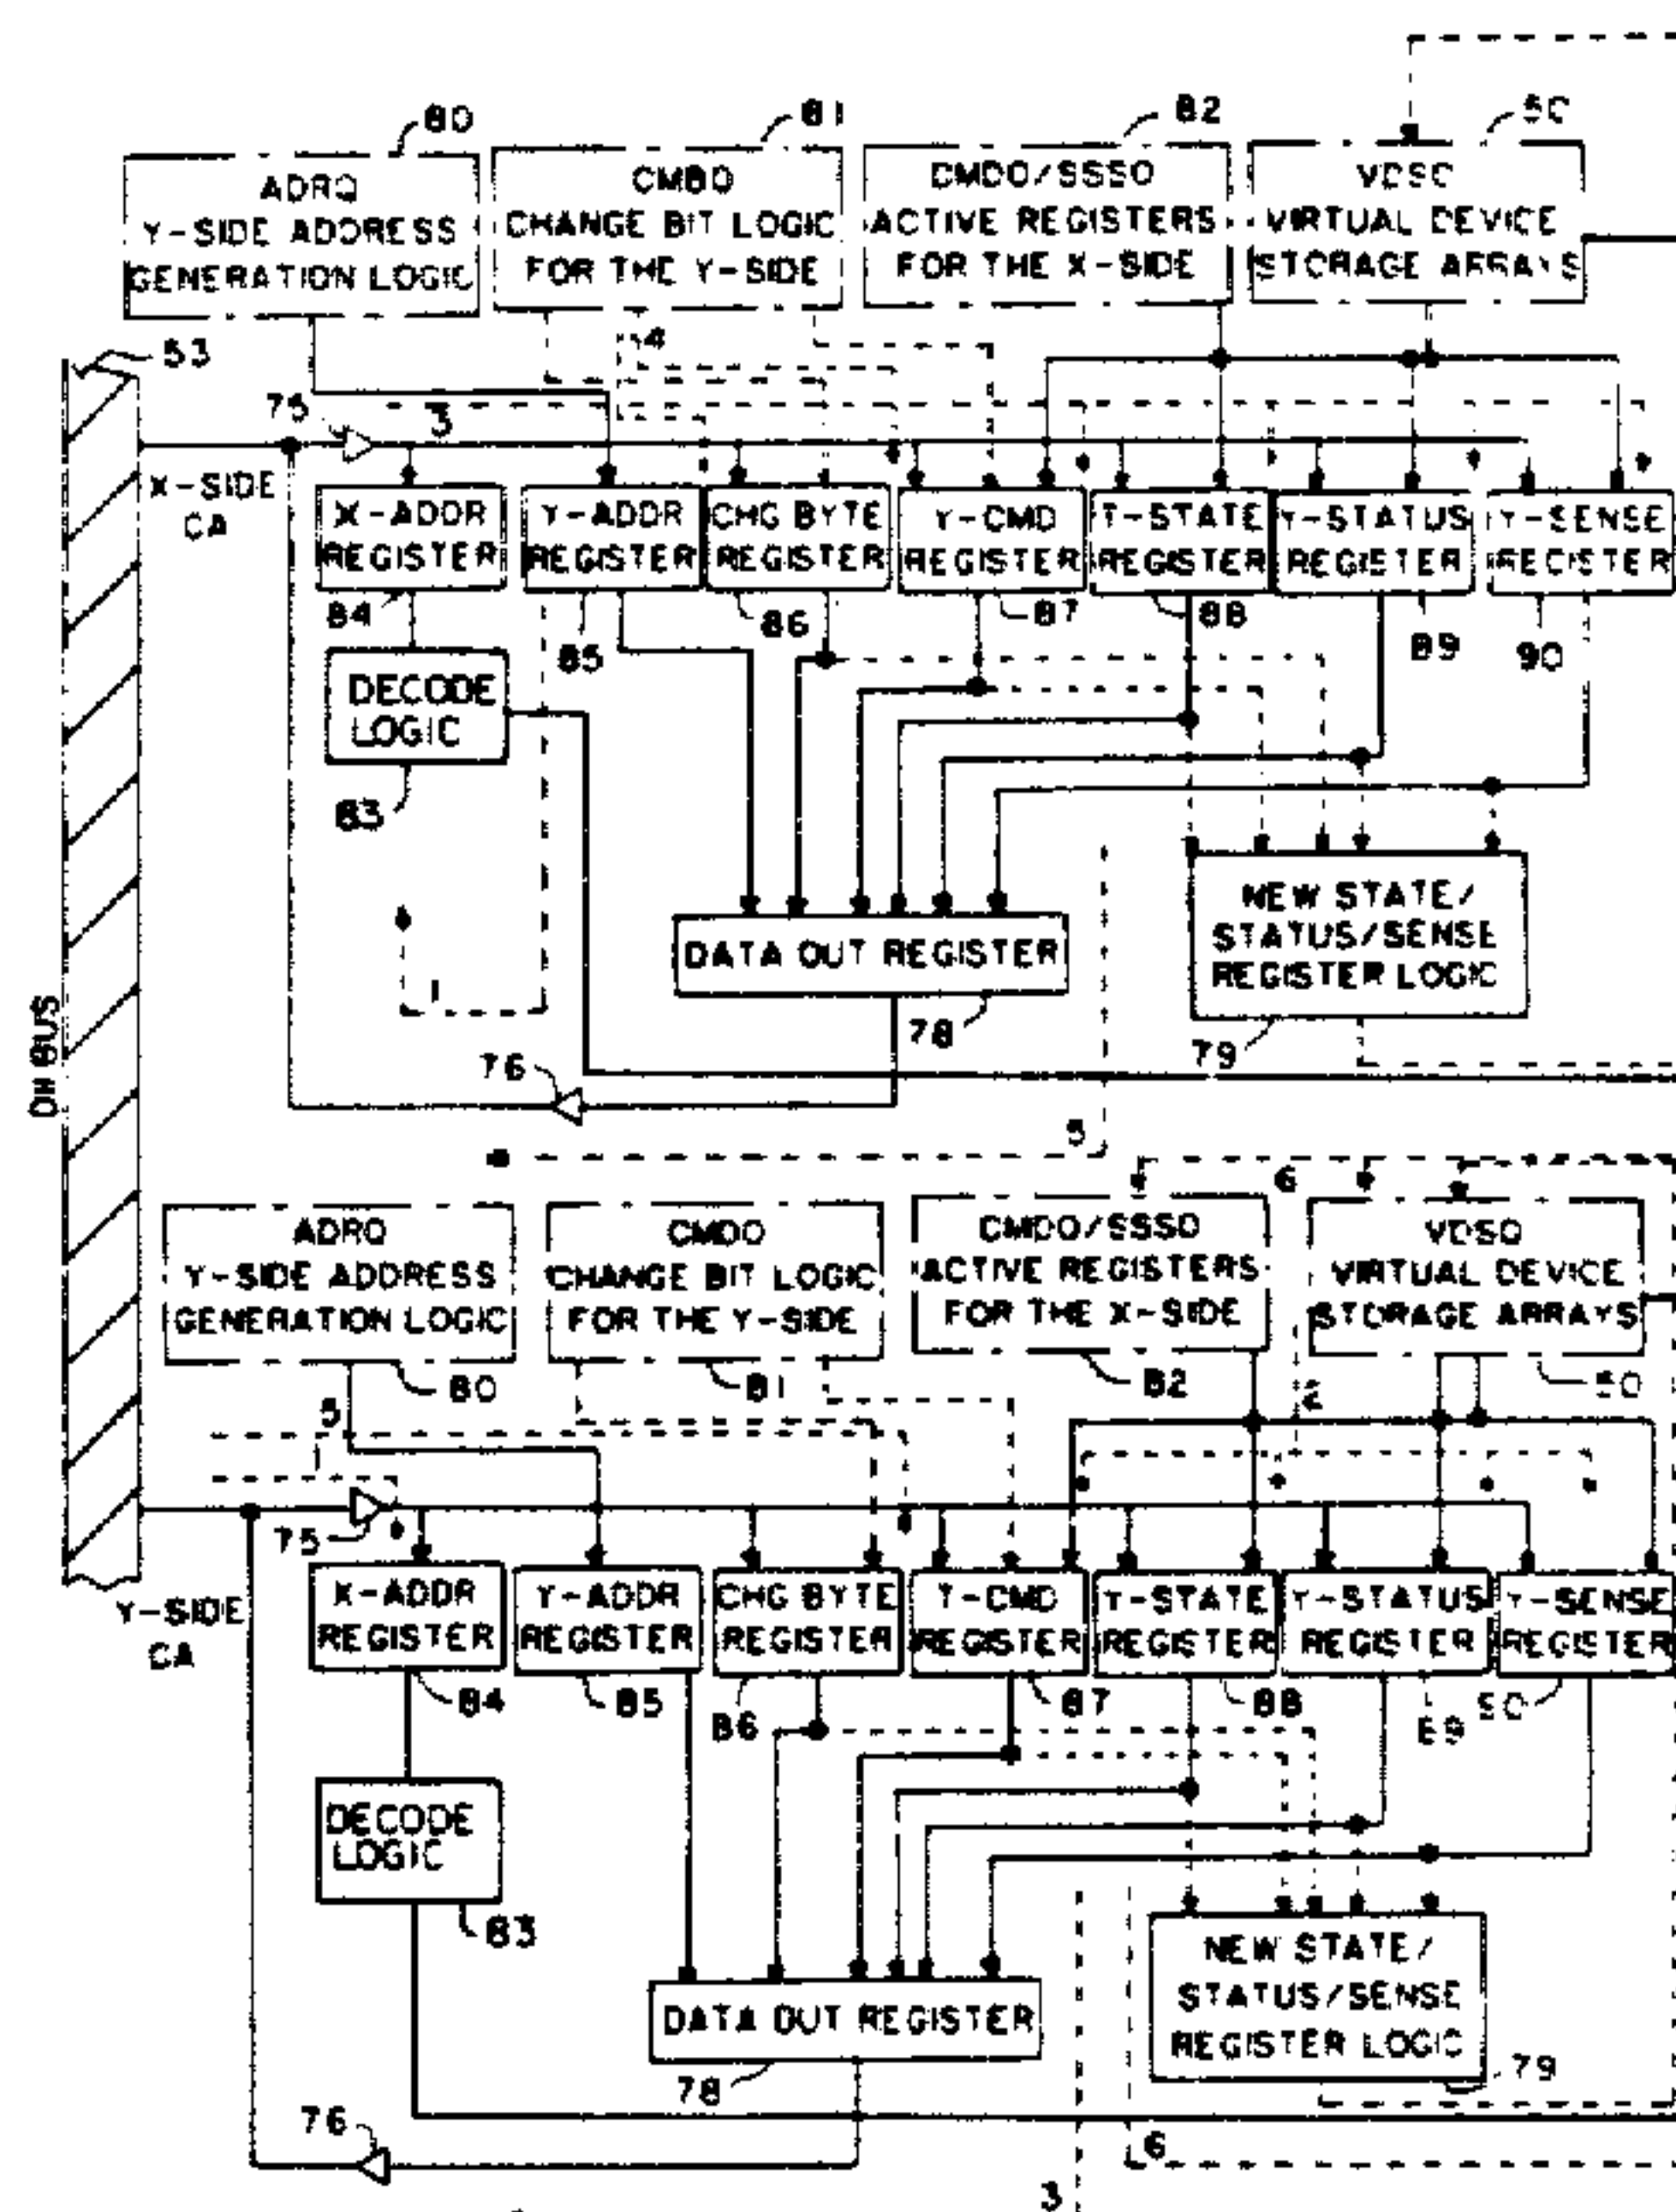 80
81
82
50
ADRQ
Y-SIDE ADDRESS
GENERATION LOGIC
CMDO
CHANGE BIT LOGIC
FOR THE Y-SIDE
CMDO/SSSO
ACTIVE REGISTERS
FOR THE X-SIDE
VDSO
VIRTUAL DEVICE
STORAGE ARRAYS
53
4
75
3
X-SIDE
CA
X-ADDR
REGISTER
Y-ADDR
REGISTER
CHG BYTE
REGISTER
Y-CMD
REGISTER
Y-STATE
REGISTER
Y-STATUS
REGISTER
Y-SENSE
REGISTER
84
85
86
87
88
89
90
DECODE
LOGIC
83
NEW STATE/
STATUS/SENSE
REGISTER LOGIC
DATA OUT REGISTER
1
78
79
76
5
BUS
6
ADRQ
Y-SIDE ADDRESS
GENERATION LOGIC
CMDO
CHANGE BIT LOGIC
FOR THE Y-SIDE
CMDO/SSSO
ACTIVE REGISTERS
FOR THE X-SIDE
VDSO
VIRTUAL DEVICE
STORAGE ARRAYS
80
81
82
50
5
2
1
75
Y-SIDE
CA
X-ADDR
REGISTER
Y-ADDR
REGISTER
CHG BYTE
REGISTER
Y-CMD
REGISTER
Y-STATE
REGISTER
Y-STATUS
REGISTER
Y-SENSE
REGISTER
84
85
86
87
88
89
90
DECODE
LOGIC
83
NEW STATE/
STATUS/SENSE
REGISTER LOGIC
DATA OUT REGISTER
78
79
76
6
3